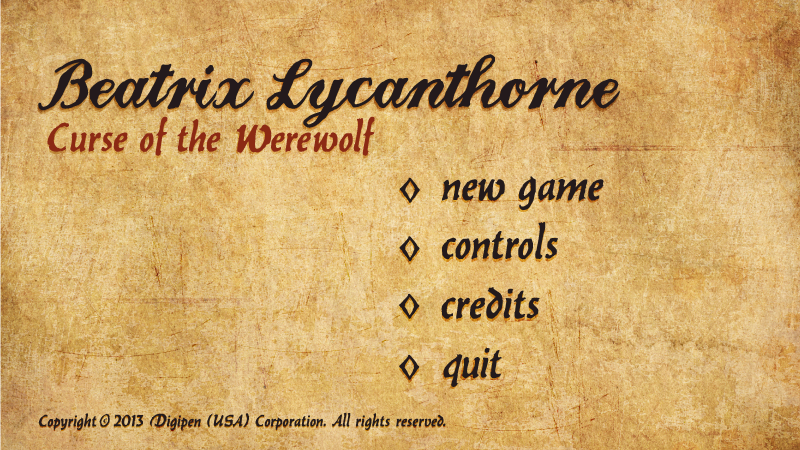 Beatrix Lycanthorne
Curse of the Werewolf
new game
controls
credits
quit
Copyright © 2013 Digipen (USA) Corporation. All rights reserved.